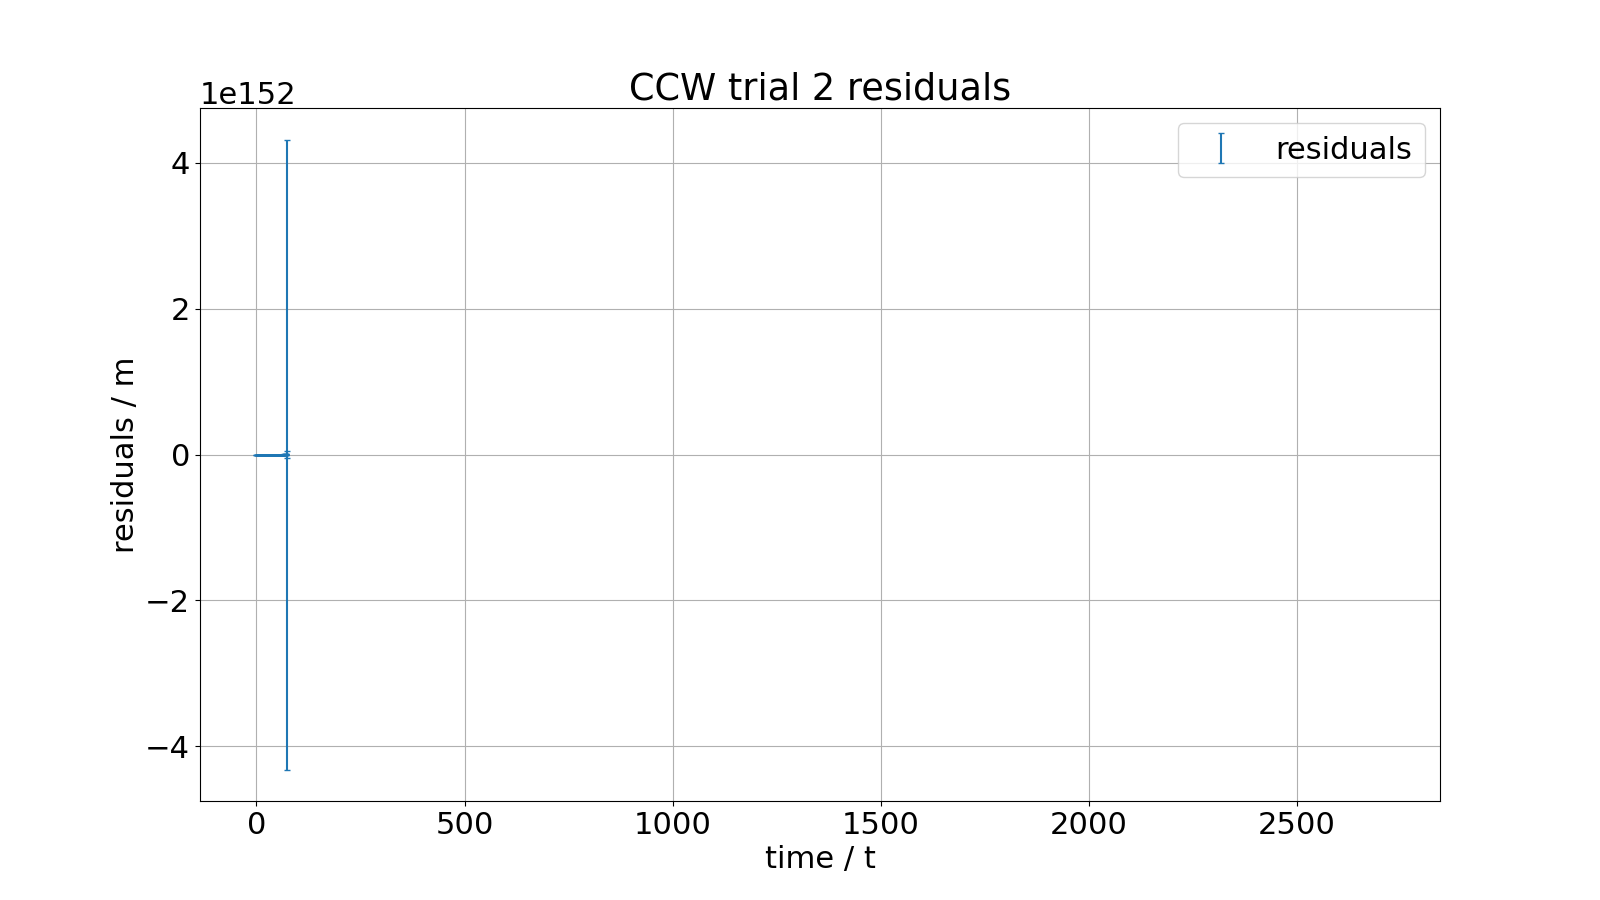 CCW trial 2 residuals
1e152
residuals
4
2
0
−2
−4
residuals / m
0 500 1000 1500 2000 2500
time / t